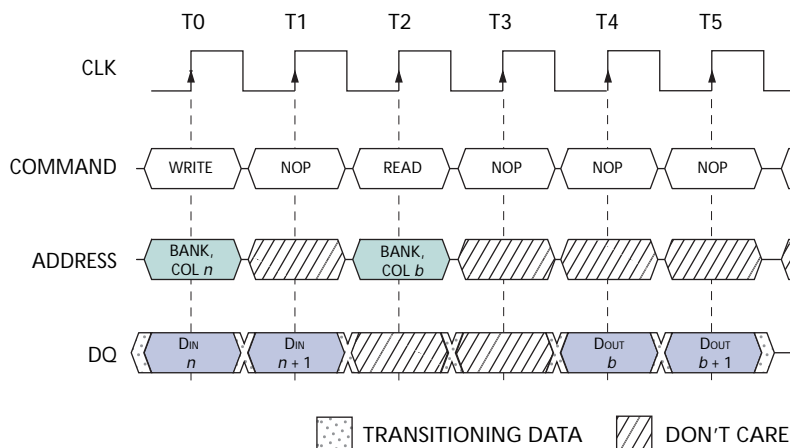 T0 T1 T2 T3 T4 T5
CLK
COMMAND WRITE NOP READ NOP NOP NOP
ADDRESS BANK, COL n BANK, COL b
DQ DIN n DIN n + 1 DOUT b DOUT b + 1
TRANSITIONING DATA DON'T CARE